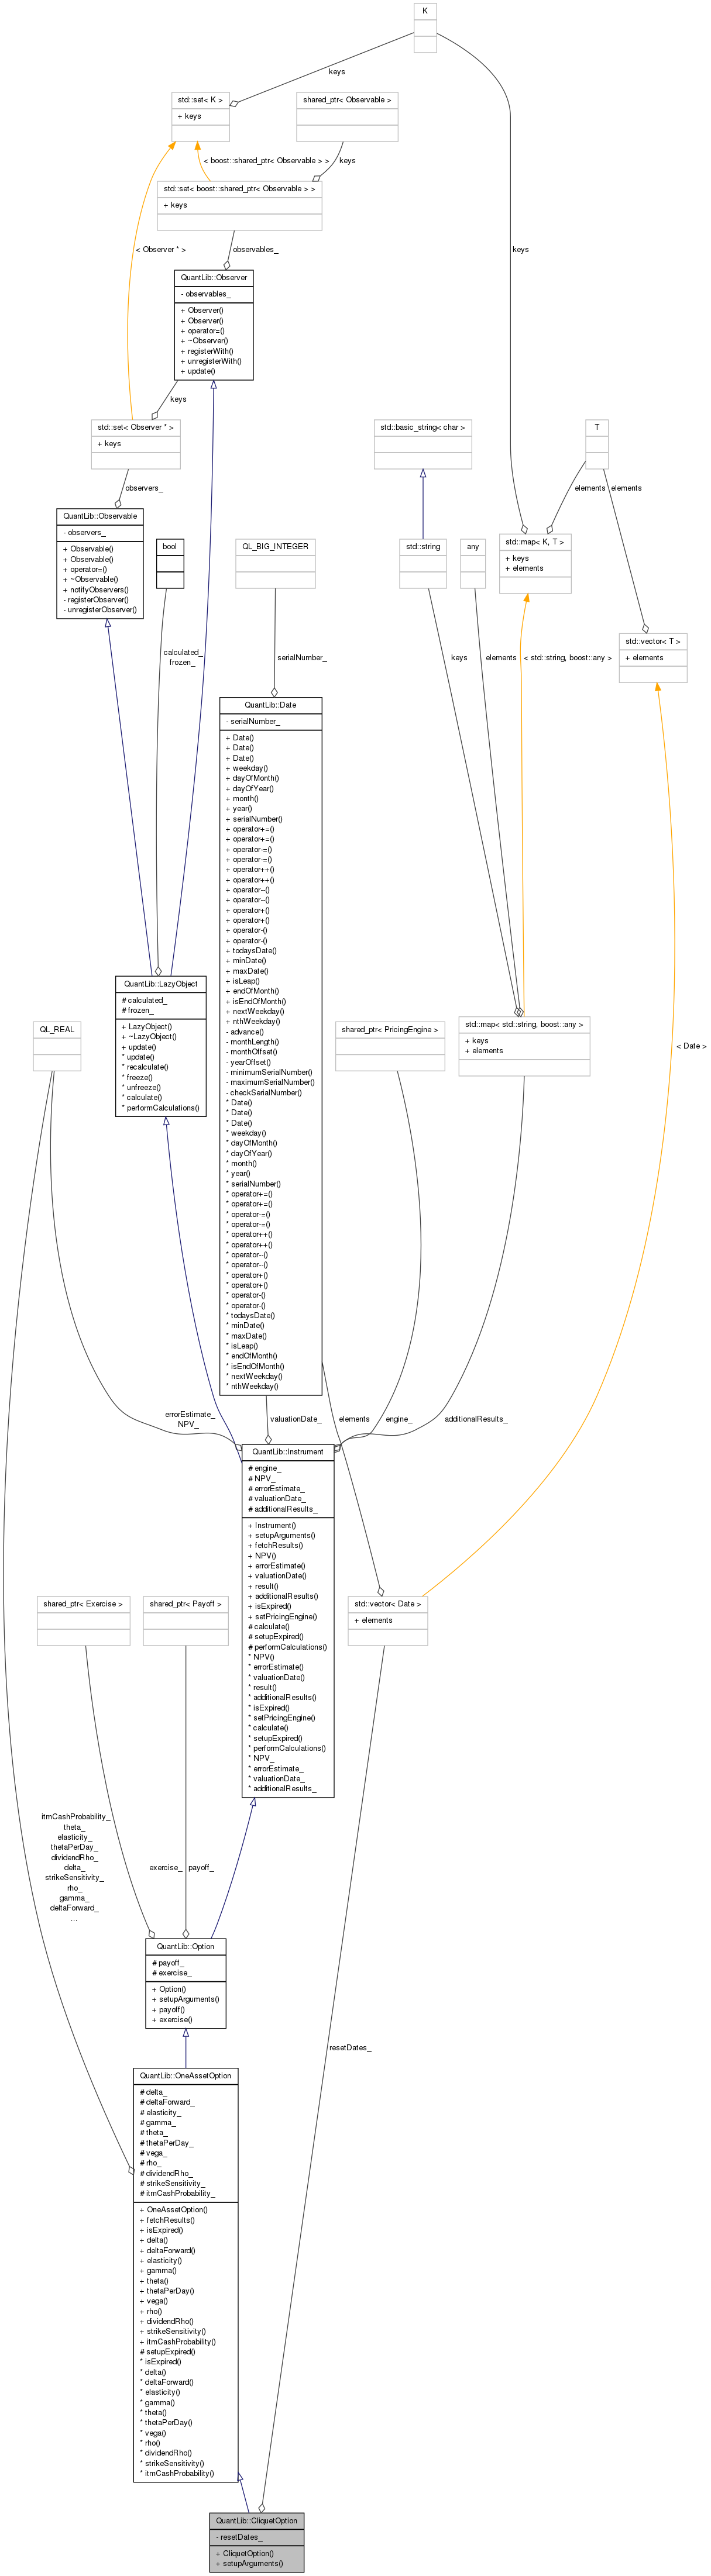 K
keys
std::set< K >
+ keys
shared_ptr< Observable >
< boost::shared_ptr< Observable > >
keys
std::set< boost::shared_ptr< Observable > >
+ keys
keys
< Observer * >
observables_
QuantLib::Observer
- observables_
+ Observer()
+ Observer()
+ operator=()
+ ~Observer()
+ registerWith()
+ unregisterWith()
+ update()
keys
std::set< Observer * >
+ keys
std::basic_string< char >
T
observers_
elements
elements
QuantLib::Observable
- observers_
+ Observable()
+ Observable()
+ operator=()
+ ~Observable()
+ notifyObservers()
- registerObserver()
- unregisterObserver()
bool
QL_BIG_INTEGER
std::string
any
std::map< K, T >
+ keys
+ elements
std::vector< T >
+ elements
calculated_
frozen_
serialNumber_
keys
elements
< std::string, boost::any >
QuantLib::Date
- serialNumber_
+ Date()
+ Date()
+ Date()
+ weekday()
+ dayOfMonth()
+ dayOfYear()
+ month()
+ year()
+ serialNumber()
+ operator+=()
+ operator+=()
+ operator-=()
+ operator-=()
+ operator++()
+ operator++()
+ operator--()
+ operator--()
+ operator+()
+ operator+()
+ operator-()
+ operator-()
+ todaysDate()
+ minDate()
+ maxDate()
+ isLeap()
+ endOfMonth()
+ isEndOfMonth()
+ nextWeekday()
+ nthWeekday()
- advance()
- monthLength()
- monthOffset()
- yearOffset()
- minimumSerialNumber()
- maximumSerialNumber()
- checkSerialNumber()
* Date()
* Date()
* Date()
* weekday()
* dayOfMonth()
* dayOfYear()
* month()
* year()
* serialNumber()
* operator+=()
* operator+=()
* operator-=()
* operator-=()
* operator++()
* operator++()
* operator--()
* operator--()
* operator+()
* operator+()
* operator-()
* operator-()
* todaysDate()
* minDate()
* maxDate()
* isLeap()
* endOfMonth()
* isEndOfMonth()
* nextWeekday()
* nthWeekday()
QuantLib::LazyObject
# calculated_
# frozen_
+ LazyObject()
+ ~LazyObject()
+ update()
* update()
* recalculate()
* freeze()
* unfreeze()
* calculate()
* performCalculations()
QL_REAL
shared_ptr< PricingEngine >
std::map< std::string, boost::any >
+ keys
+ elements
< Date >
errorEstimate_
NPV_
valuationDate_
elements
engine_
additionalResults_
QuantLib::Instrument
# engine_
# NPV_
# errorEstimate_
# valuationDate_
# additionalResults_
+ Instrument()
+ setupArguments()
+ fetchResults()
+ NPV()
+ errorEstimate()
+ valuationDate()
+ result()
+ additionalResults()
+ isExpired()
+ setPricingEngine()
# calculate()
# setupExpired()
# performCalculations()
* NPV()
* errorEstimate()
* valuationDate()
* result()
* additionalResults()
* isExpired()
* setPricingEngine()
* calculate()
* setupExpired()
* performCalculations()
* NPV_
* errorEstimate_
* valuationDate_
* additionalResults_
shared_ptr< Exercise >
shared_ptr< Payoff >
std::vector< Date >
+ elements
itmCashProbability_
theta_
elasticity_
thetaPerDay_
dividendRho_
delta_
strikeSensitivity_
rho_
gamma_
deltaForward_
...
exercise_
payoff_
QuantLib::Option
# payoff_
# exercise_
+ Option()
+ setupArguments()
+ payoff()
+ exercise()
resetDates_
QuantLib::OneAssetOption
# delta_
# deltaForward_
# elasticity_
# gamma_
# theta_
# thetaPerDay_
# vega_
# rho_
# dividendRho_
# strikeSensitivity_
# itmCashProbability_
+ OneAssetOption()
+ fetchResults()
+ isExpired()
+ delta()
+ deltaForward()
+ elasticity()
+ gamma()
+ theta()
+ thetaPerDay()
+ vega()
+ rho()
+ dividendRho()
+ strikeSensitivity()
+ itmCashProbability()
# setupExpired()
* isExpired()
* delta()
* deltaForward()
* elasticity()
* gamma()
* theta()
* thetaPerDay()
* vega()
* rho()
* dividendRho()
* strikeSensitivity()
* itmCashProbability()
QuantLib::CliquetOption
- resetDates_
+ CliquetOption()
+ setupArguments()